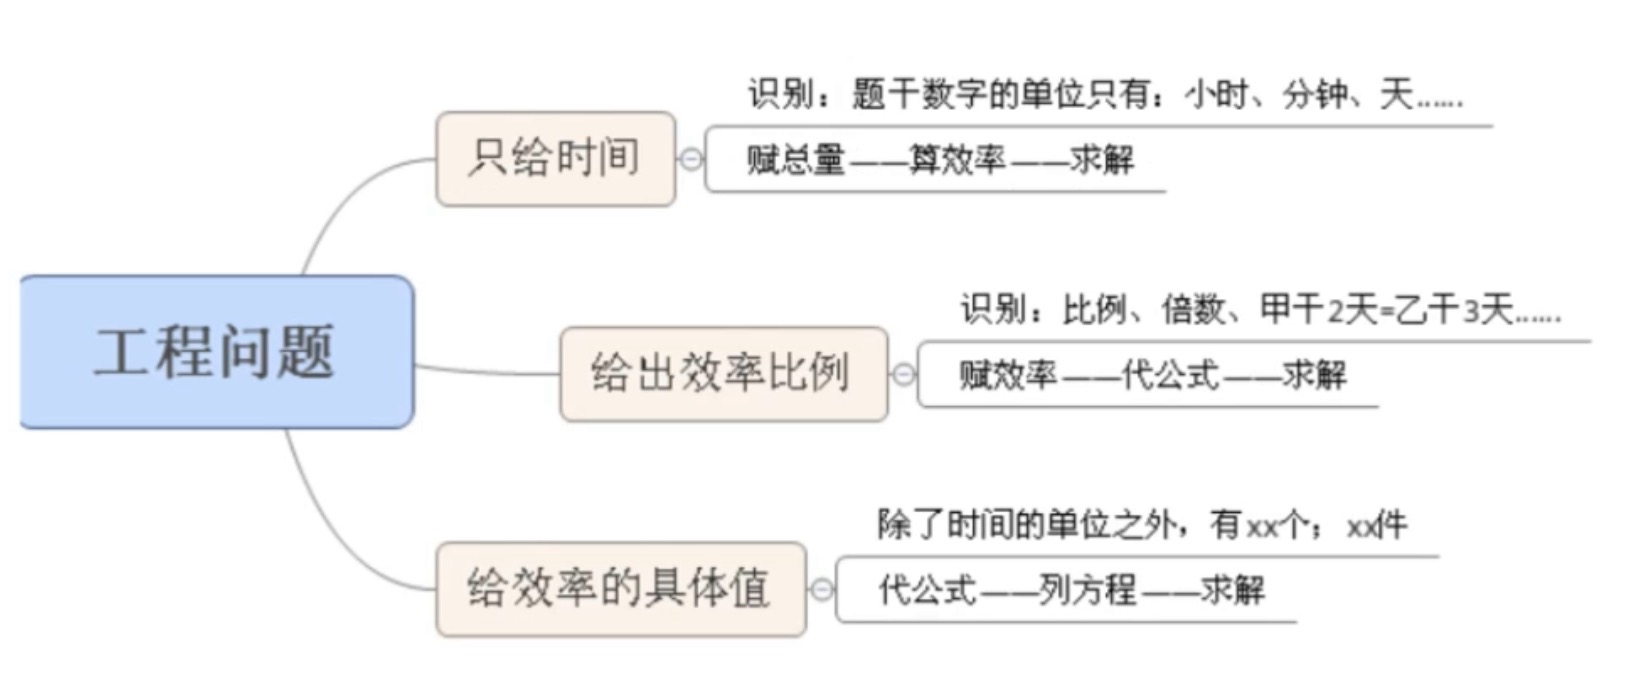 工程问题
只给时间
识别：题干数字的单位只有：小时、分钟、天……
赋总量——算效率——求解
给出效率比例
识别：比例、倍数、甲干2天=乙干3天……
赋效率——代公式——求解
给效率的具体值
除了时间的单位之外，有xx个；xx件
代公式——列方程——求解